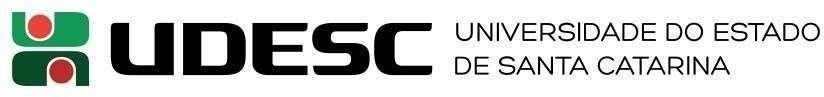 UDESC
UNIVERSIDADE DO ESTADO
DE SANTA CATARINA